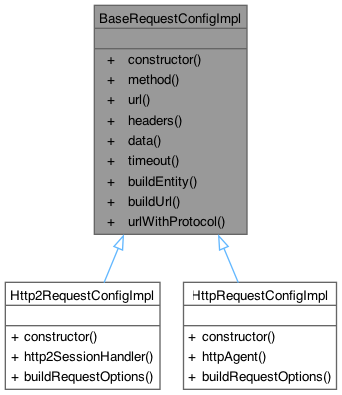 BaseRequestConfigImpl
+ constructor()
+ method()
+ url()
+ headers()
+ data()
+ timeout()
+ buildEntity()
+ buildUrl()
+ urlWithProtocol()
Http2RequestConfigImpl
+ constructor()
+ http2SessionHandler()
+ buildRequestOptions()
HttpRequestConfigImpl
+ constructor()
+ httpAgent()
+ buildRequestOptions()